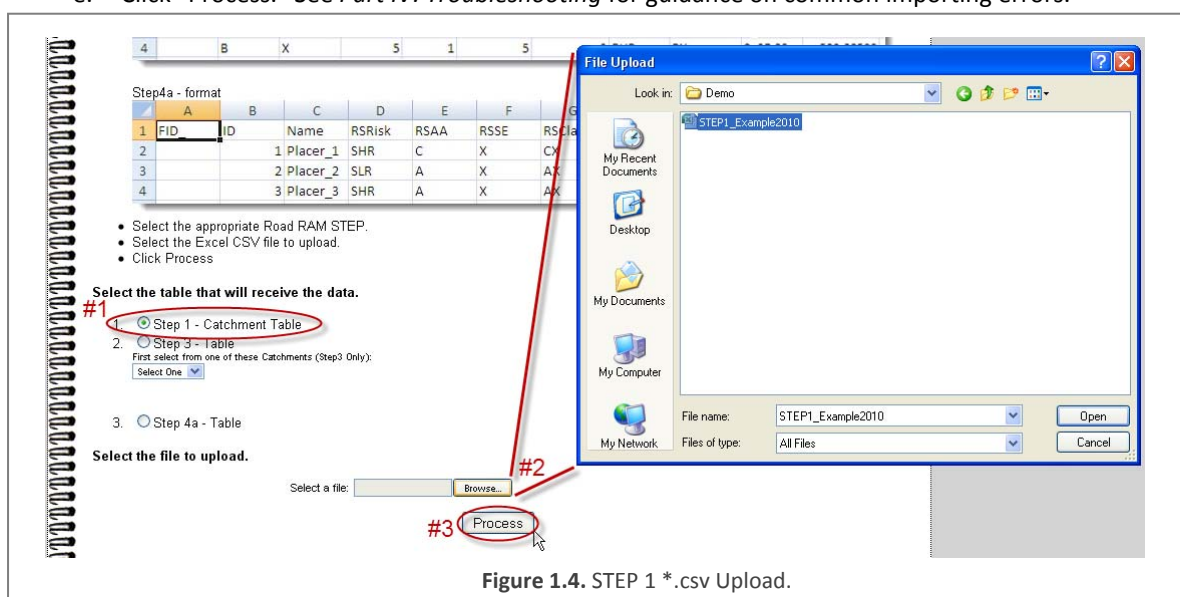 Click "Process." See Part IV: Troubleshooting for guidance on common importing errors.
4 B X 5 1 5
Step4a - format
A B C D E F G
1 FID_ ID Name RSRisk RSAA RSSE RSCla
2 1 Placer_1 SHR C X CX
3 2 Placer_2 SLR A X AX
4 3 Placer_3 SHR A X AX
• Select the appropriate Road RAM STEP.
• Select the Excel CSV file to upload.
• Click Process
Select the table that will receive the data.
#1
1. Step 1 - Catchment Table
2. Step 3 - Table
First select from one of these Catchments (Step3 Only):
Select One
3. Step 4a - Table
Select the file to upload.
#2
Select a file: Browse...
#3 Process
File Upload
Look in: Demo
STEP1_Example2010
My Recent
Documents
Desktop
My Documents
My Computer
My Network
File name: STEP1_Example2010 Open
Files of type: All Files Cancel
Figure 1.4. STEP 1 *.csv Upload.